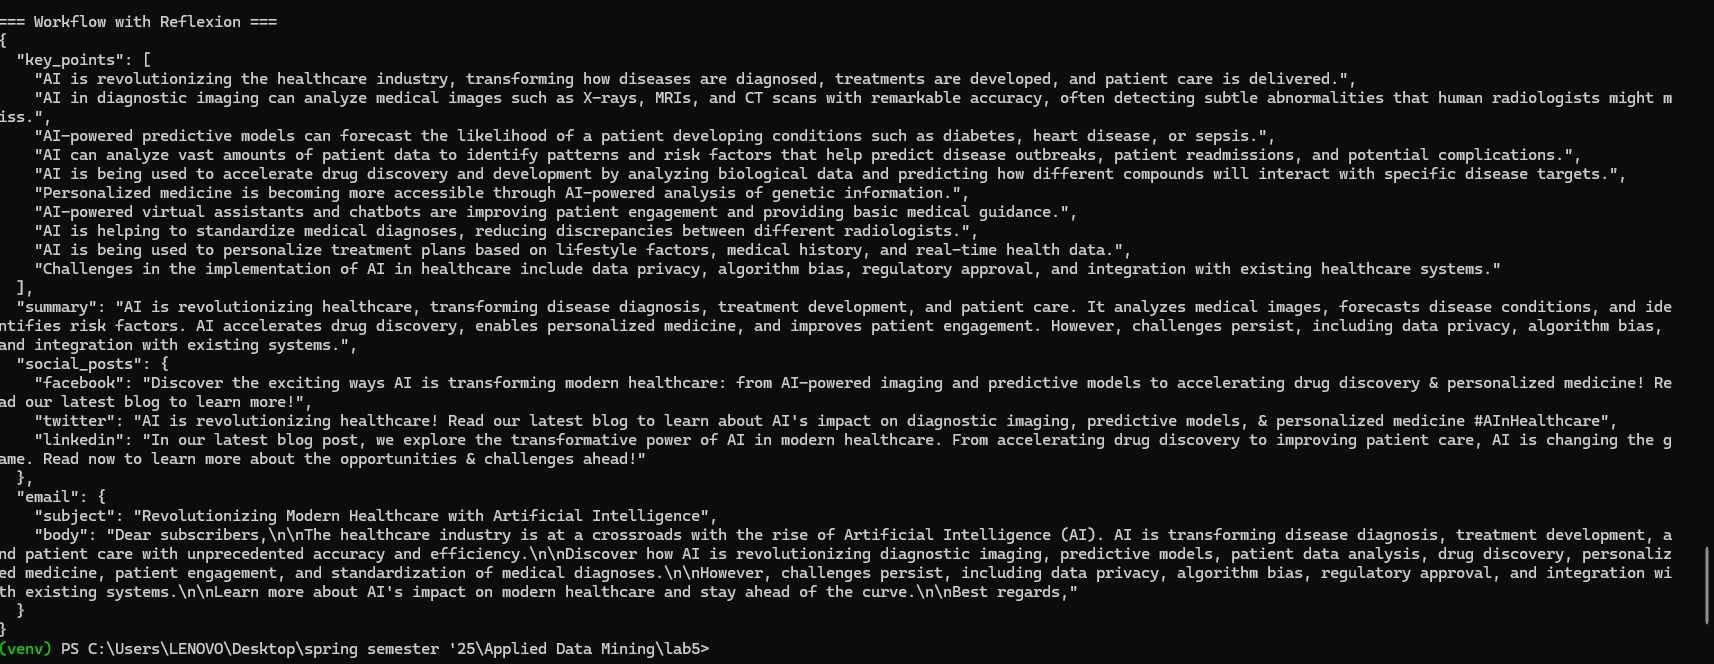 === Workflow with Reflexion ===
{
  "key_points": [
    "AI is revolutionizing the healthcare industry, transforming how diseases are diagnosed, treatments are developed, and patient care is delivered.",
    "AI in diagnostic imaging can analyze medical images such as X-rays, MRIs, and CT scans with remarkable accuracy, often detecting subtle abnormalities that human radiologists might m
iss.",
    "AI-powered predictive models can forecast the likelihood of a patient developing conditions such as diabetes, heart disease, or sepsis.",
    "AI can analyze vast amounts of patient data to identify patterns and risk factors that help predict disease outbreaks, patient readmissions, and potential complications.",
    "AI is being used to accelerate drug discovery and development by analyzing biological data and predicting how different compounds will interact with specific disease targets.",
    "Personalized medicine is becoming more accessible through AI-powered analysis of genetic information.",
    "AI-powered virtual assistants and chatbots are improving patient engagement and providing basic medical guidance.",
    "AI is helping to standardize medical diagnoses, reducing discrepancies between different radiologists.",
    "AI is being used to personalize treatment plans based on lifestyle factors, medical history, and real-time health data.",
    "Challenges in the implementation of AI in healthcare include data privacy, algorithm bias, regulatory approval, and integration with existing healthcare systems."
  ],
  "summary": "AI is revolutionizing healthcare, transforming disease diagnosis, treatment development, and patient care. It analyzes medical images, forecasts disease conditions, and ide
ntifies risk factors. AI accelerates drug discovery, enables personalized medicine, and improves patient engagement. However, challenges persist, including data privacy, algorithm bias,
and integration with existing systems.",
  "social_posts": {
    "facebook": "Discover the exciting ways AI is transforming modern healthcare: from AI-powered imaging and predictive models to accelerating drug discovery & personalized medicine! Re
ad our latest blog to learn more!",
    "twitter": "AI is revolutionizing healthcare! Read our latest blog to learn about AI's impact on diagnostic imaging, predictive models, & personalized medicine #AInHealthcare",
    "linkedin": "In our latest blog post, we explore the transformative power of AI in modern healthcare. From accelerating drug discovery to improving patient care, AI is changing the g
ame. Read now to learn more about the opportunities & challenges ahead!"
  },
  "email": {
    "subject": "Revolutionizing Modern Healthcare with Artificial Intelligence",
    "body": "Dear subscribers,\n\nThe healthcare industry is at a crossroads with the rise of Artificial Intelligence (AI). AI is transforming disease diagnosis, treatment development, a
nd patient care with unprecedented accuracy and efficiency.\n\nDiscover how AI is revolutionizing diagnostic imaging, predictive models, patient data analysis, drug discovery, personaliz
ed medicine, patient engagement, and standardization of medical diagnoses.\n\nHowever, challenges persist, including data privacy, algorithm bias, regulatory approval, and integration wi
th existing systems.\n\nLearn more about AI's impact on modern healthcare and stay ahead of the curve.\n\nBest regards,"
  }
}
(venv) PS C:\Users\LENOVO\Desktop\spring semester '25\Applied Data Mining\lab5>